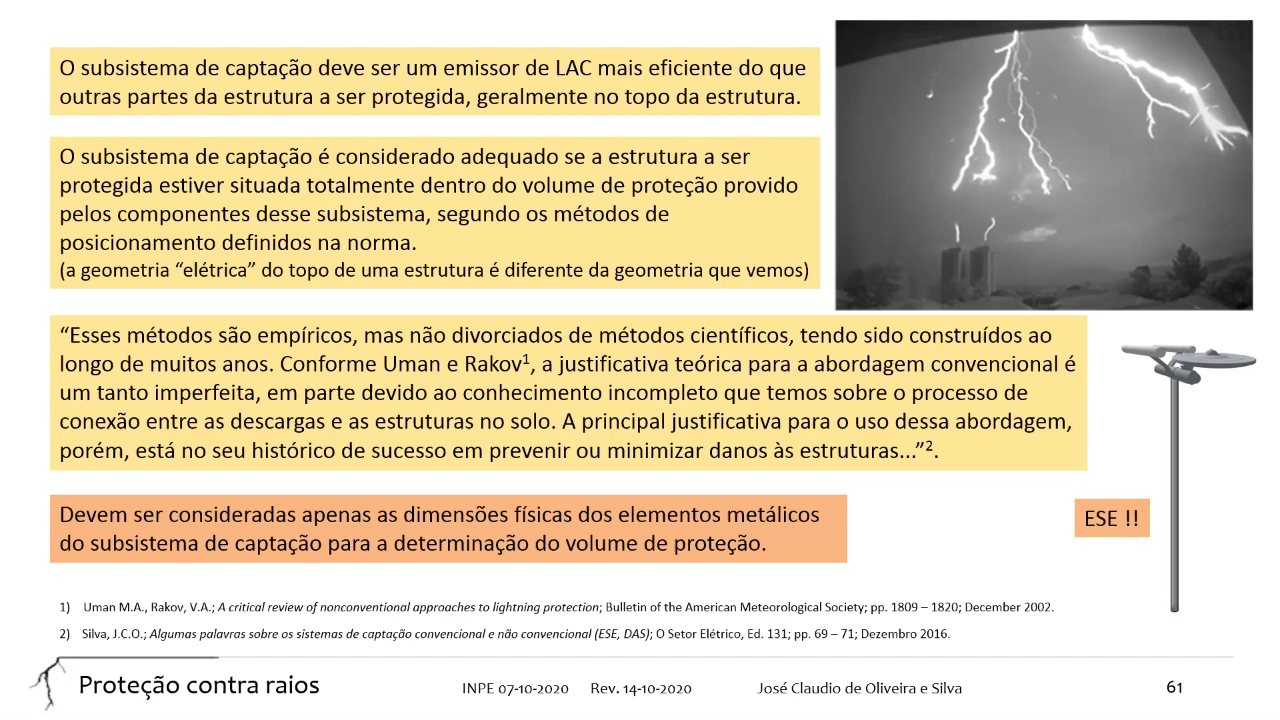 O subsistema de captação deve ser um emissor de LAC mais eficiente do que
outras partes da estrutura a ser protegida, geralmente no topo da estrutura.
O subsistema de captação é considerado adequado se a estrutura a ser
protegida estiver situada totalmente dentro do volume de proteção provido
pelos componentes desse subsistema, segundo os métodos de
posicionamento definidos na norma.
(a geometria “elétrica” do topo de uma estrutura é diferente da geometria que vemos)
“Esses métodos são empíricos, mas não divorciados de métodos científicos, tendo sido construídos ao
longo de muitos anos. Conforme Uman e Rakov¹, a justificativa teórica para a abordagem convencional é
um tanto imperfeita, em parte devido ao conhecimento incompleto que temos sobre o processo de
conexão entre as descargas e as estruturas no solo. A principal justificativa para o uso dessa abordagem,
porém, está no seu histórico de sucesso em prevenir ou minimizar danos às estruturas...”².
Devem ser consideradas apenas as dimensões físicas dos elementos metálicos
do subsistema de captação para a determinação do volume de proteção.
ESE !!
1) Uman M.A., Rakov, V.A.; A critical review of nonconventional approaches to lightning protection; Bulletin of the American Meteorological Society; pp. 1809 – 1820; December 2002.
2) Silva, J.C.O.; Algumas palavras sobre os sistemas de captação convencional e não convencional (ESE, DAS); O Setor Elétrico, Ed. 131; pp. 69 – 71; Dezembro 2016.
Proteção contra raios INPE 07-10-2020 Rev. 14-10-2020 José Claudio de Oliveira e Silva 61